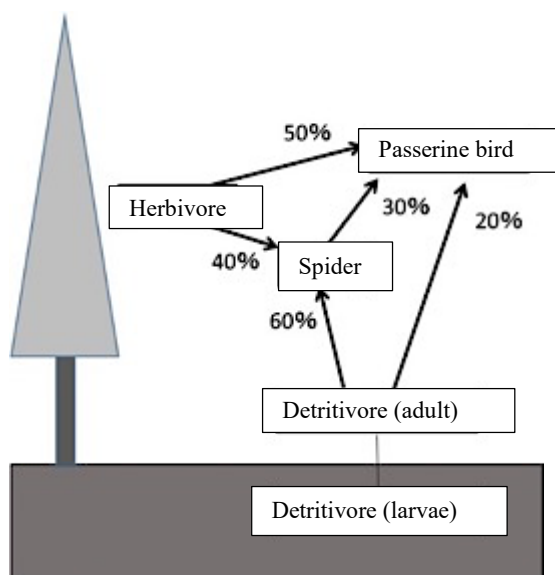 50%
Passerine bird
Herbivore
30%
20%
40%
Spider
60%
Detritivore (adult)
Detritivore (larvae)